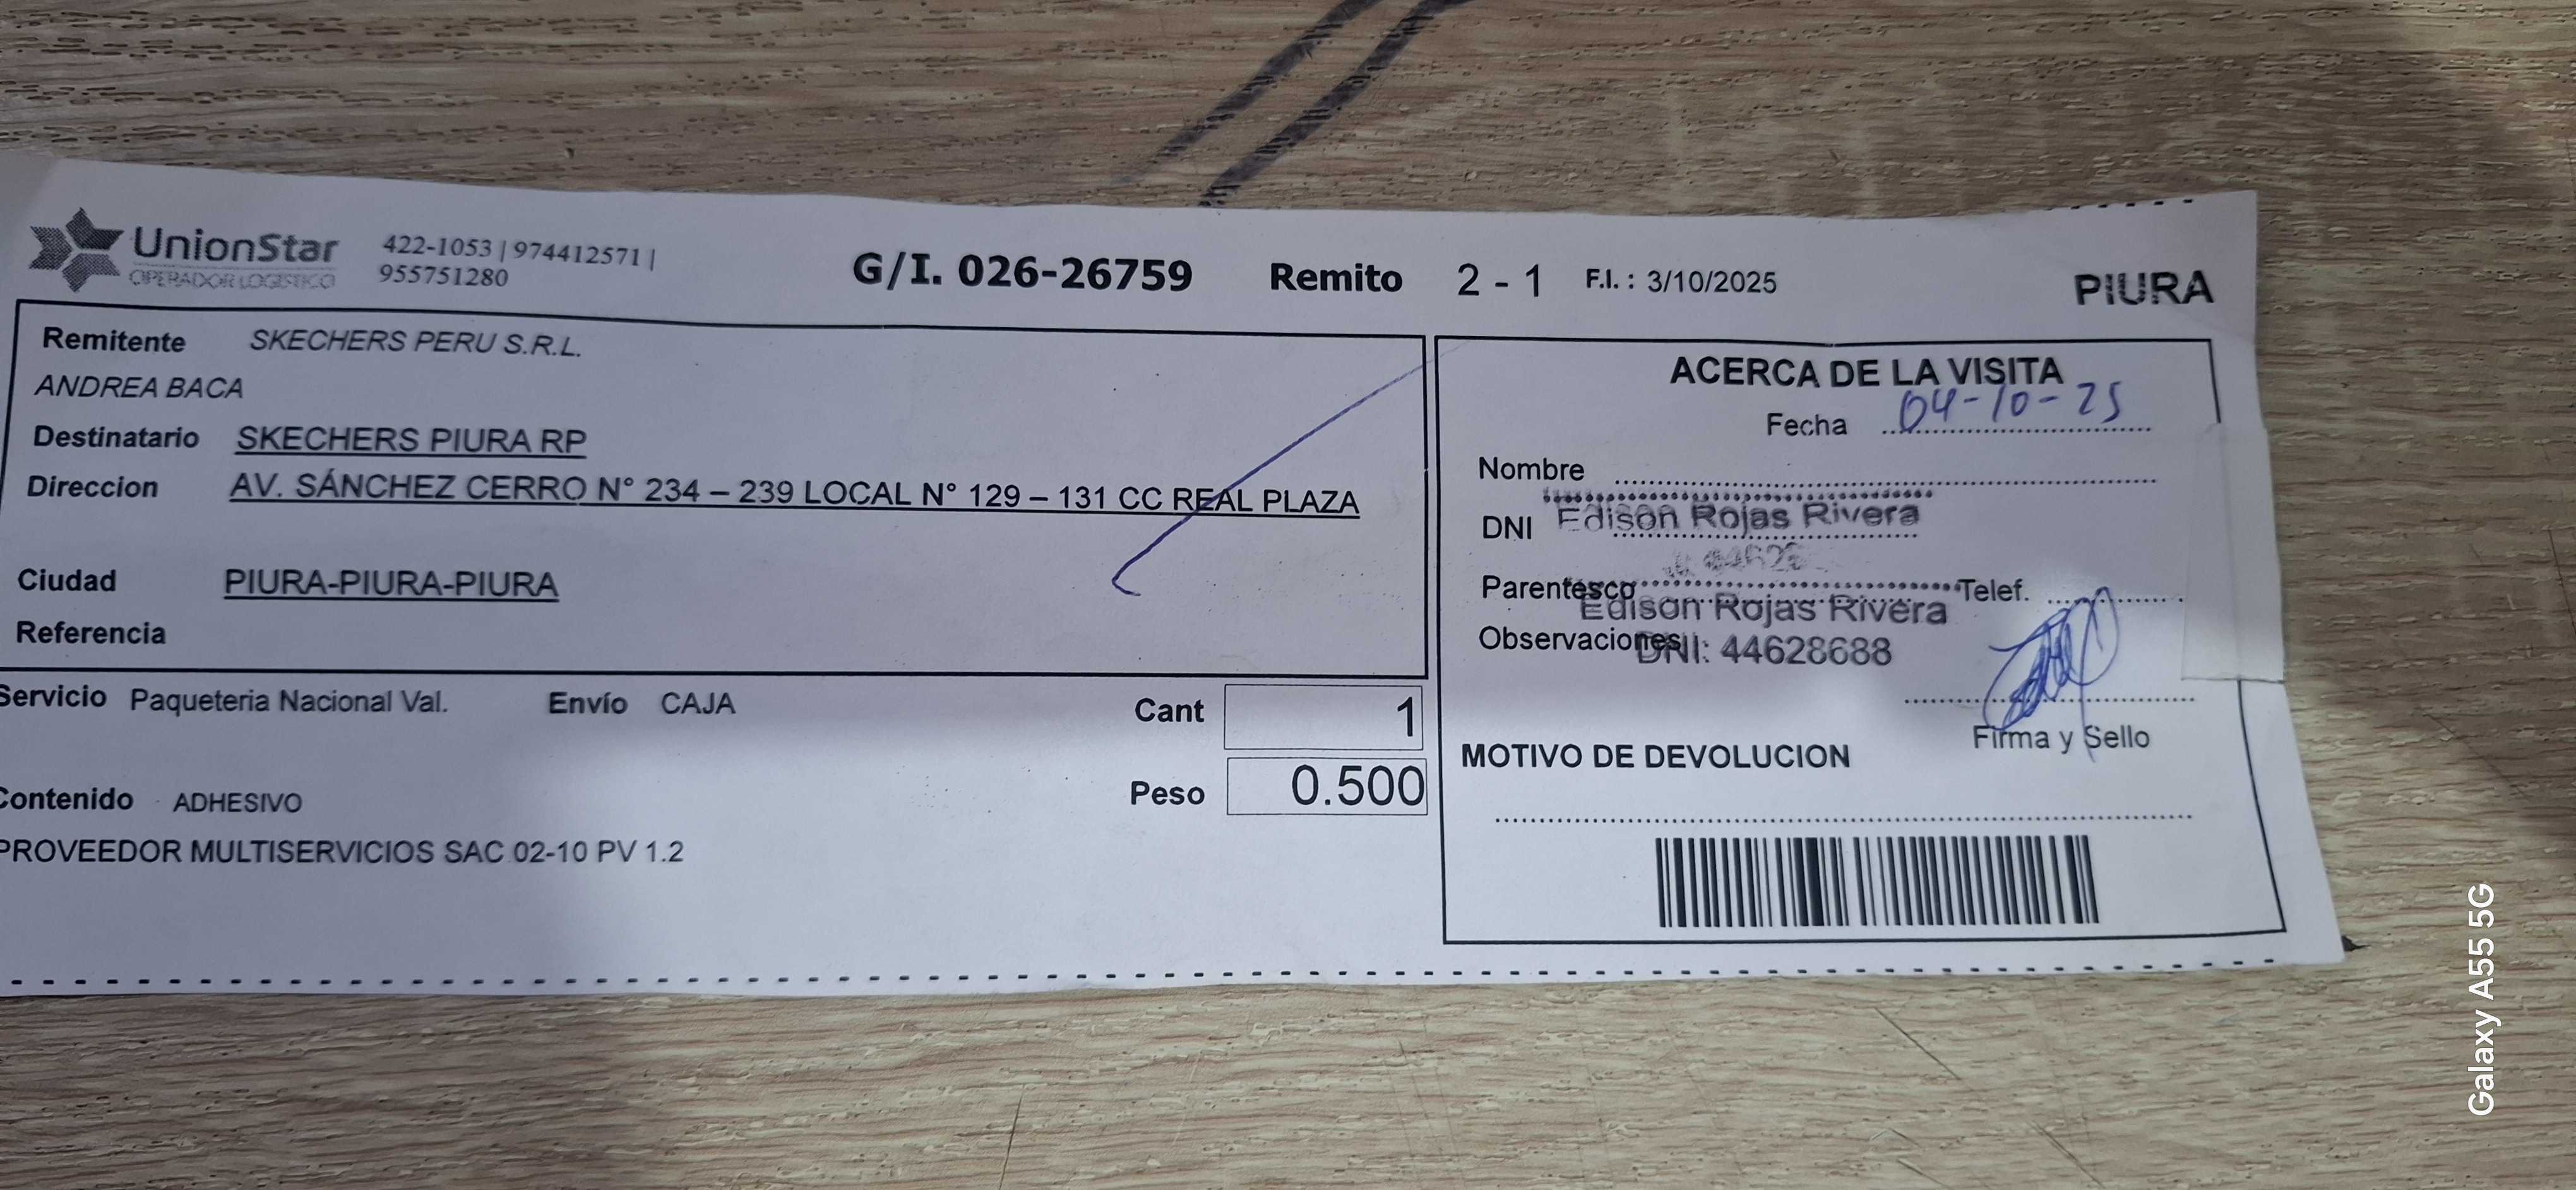 UnionStar
OPERADOR LOGISTICO
422-1053 | 974412571 |
955751280
G/I. 026-26759 Remito 2 - 1 F.I. : 3/10/2025
PIURA
Remitente SKECHERS PERU S.R.L.
ANDREA BACA
Destinatario SKECHERS PIURA RP
Direccion AV. SÁNCHEZ CERRO N° 234 – 239 LOCAL N° 129 – 131 CC REAL PLAZA
Ciudad PIURA-PIURA-PIURA
Referencia
Servicio Paqueteria Nacional Val. Envío CAJA
Cant 1
Peso 0.500
Contenido ADHESIVO
PROVEEDOR MULTISERVICIOS SAC 02-10 PV 1.2
ACERCA DE LA VISITA
Fecha 04-10-25
Nombre
DNI Edison Rojas Rivera
Parentesco Telef.
Edison Rojas Rivera
Observaciones DNI: 44628688
Firma y Sello
MOTIVO DE DEVOLUCION
Galaxy A55 5G